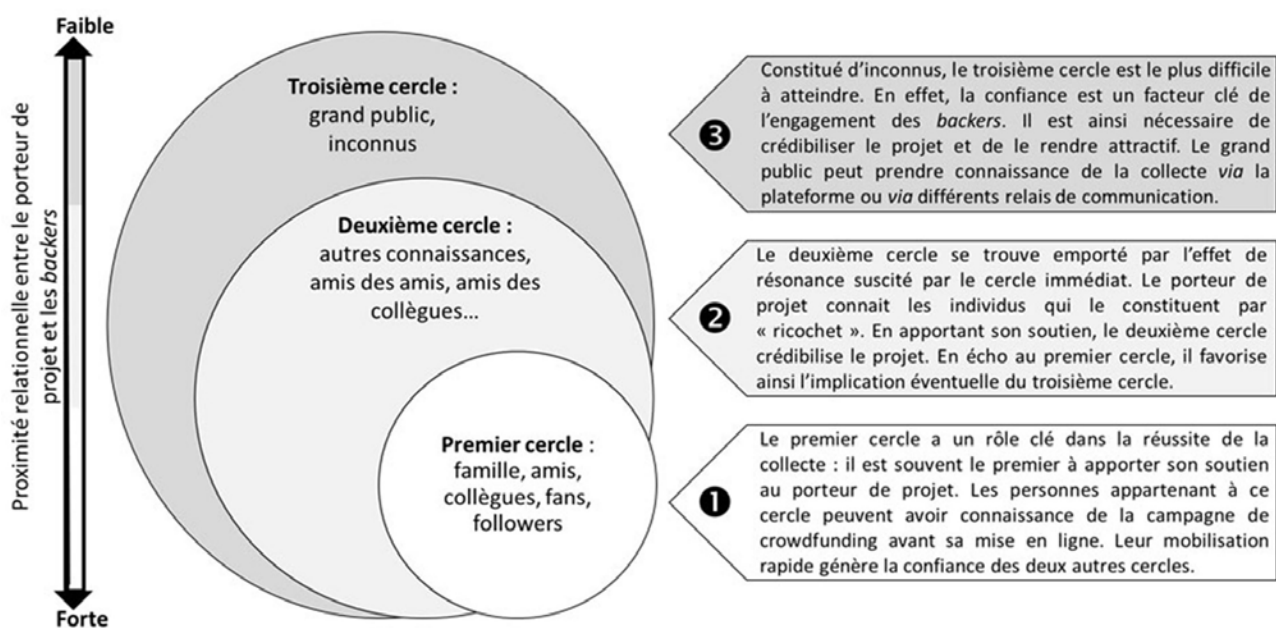 Faible
Proximité relationnelle entre le porteur de
projet et les backers
Forte
Troisième cercle :
grand public,
inconnus
Deuxième cercle :
autres connaissances,
amis des amis, amis des
collègues...
Premier cercle :
famille, amis,
collègues, fans,
followers
3
Constitué d'inconnus, le troisième cercle est le plus difficile
à atteindre. En effet, la confiance est un facteur clé de
l'engagement des backers. Il est ainsi nécessaire de
crédibiliser le projet et de le rendre attractif. Le grand
public peut prendre connaissance de la collecte via la
plateforme ou via différents relais de communication.
2
Le deuxième cercle se trouve emporté par l'effet de
résonance suscité par le cercle immédiat. Le porteur de
projet connait les individus qui le constituent par
« ricochet ». En apportant son soutien, le deuxième cercle
crédibilise le projet. En écho au premier cercle, il favorise
ainsi l'implication éventuelle du troisième cercle.
1
Le premier cercle a un rôle clé dans la réussite de la
collecte : il est souvent le premier à apporter son soutien
au porteur de projet. Les personnes appartenant à ce
cercle peuvent avoir connaissance de la campagne de
crowdfunding avant sa mise en ligne. Leur mobilisation
rapide génère la confiance des deux autres cercles.